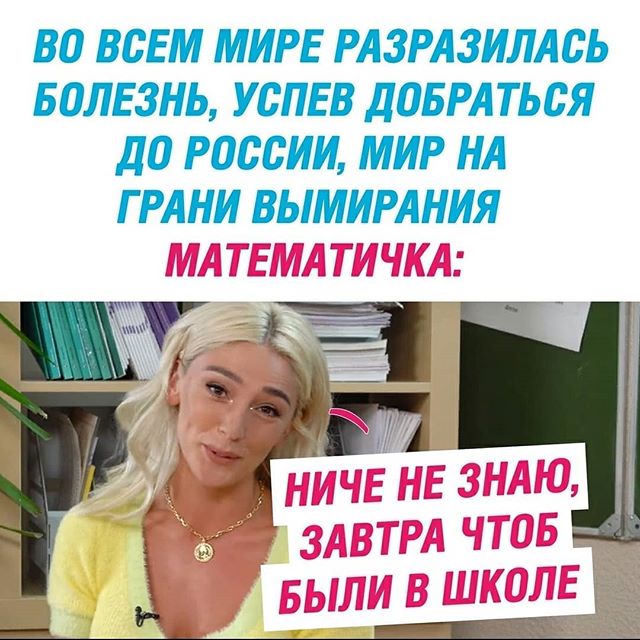 ВО ВСЕМ МИРЕ РАЗРАЗИЛАСЬ
БОЛЕЗНЬ, УСПЕВ ДОБРАТЬСЯ
ДО РОССИИ, МИР НА
ГРАНИ ВЫМИРАНИЯ
МАТЕМАТИЧКА:
НИЧЕ НЕ ЗНАЮ,
ЗАВТРА ЧТОБ
БЫЛИ В ШКОЛЕ